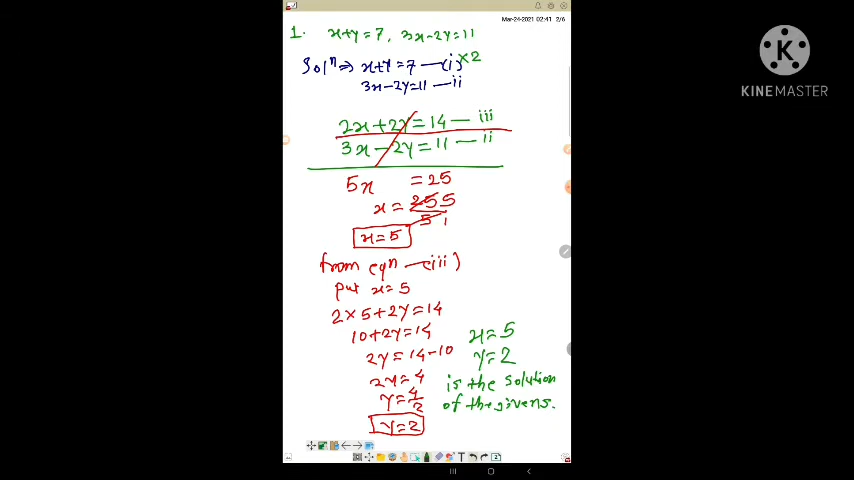 Mar-24-2021 02:41 2/6
1. x+y=7, 3x-2y=11
Solⁿ⇒ x+y=7 —(i)×2
3x-2y=11 —ii
2x+2y=14 — iii
3x-2y=11 — ii
5x =25
x = 25 5
5 1
x=5
from eqn —(iii)
put x=5
2×5+2y=14
10+2y=14
2y=14-10
2x=4
y=4/2
y=2
x=5
y=2
is the solution
of the givens.
K
KINEMASTER